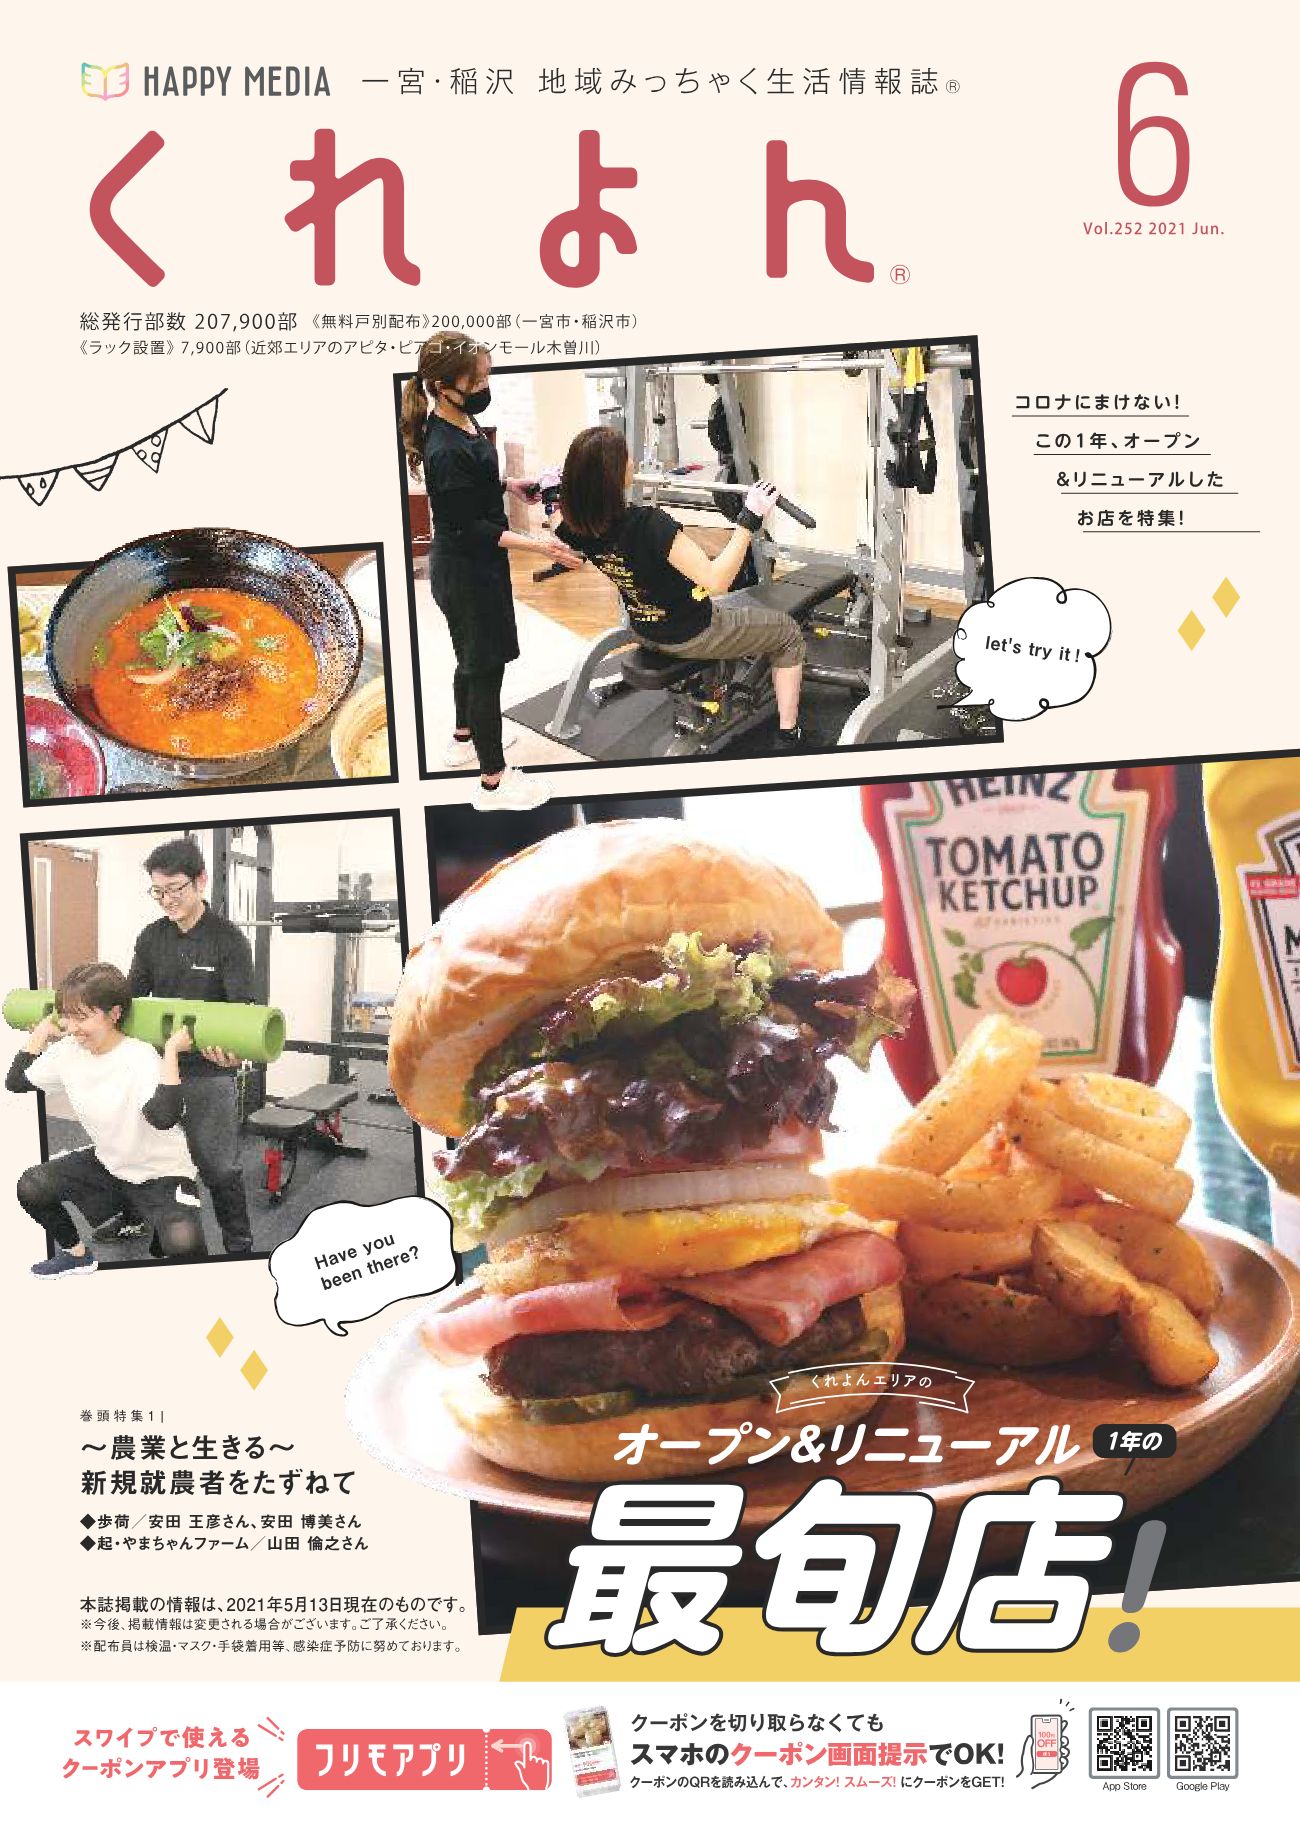 HAPPY MEDIA 一宮・稲沢 地域みっちゃく生活情報誌®
6
くれよん®
Vol.252 2021 Jun.
総発行部数 207,900部 《無料戸別配布》200,000部（一宮市・稲沢市）
《ラック設置》 7,900部（近郊エリアのアピタ・ピアゴ・イオンモール木曽川）
コロナにまけない!
この1年、オープン
&リニューアルした
お店を特集!
let's try it!
HEINZ
TOMATO
KETCHUP
Have you
been there?
くれよんエリアの
オープン&リニューアル 1年の
最旬店!
巻頭特集1|
～農業と生きる～
新規就農者をたずねて
◆歩荷／安田 王彦さん、安田 博美さん
◆起・やまちゃんファーム／山田 倫之さん
本誌掲載の情報は、2021年5月13日現在のものです。
※今後、掲載情報は変更される場合がございます。ご了承ください。
※配布員は検温・マスク・手袋着用等、感染症予防に努めております。
スワイプで使える
クーポンアプリ登場
フリモアプリ
クーポンを切り取らなくても
スマホのクーポン画面提示でOK!
クーポンのQRを読み込んで、カンタン! スムーズ! にクーポンをGET!
100円
OFF
App Store
Google Play